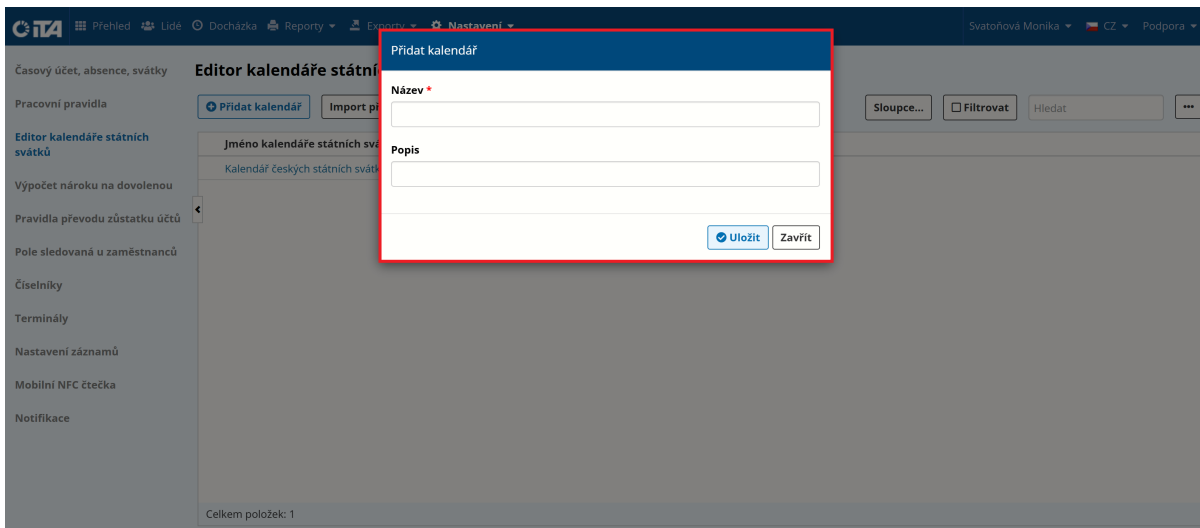 iTA Přehled Lidé Docházka Reporty Exporty Nastavení Svatoňová Monika CZ Podpora
Přidat kalendář
Časový účet, absence, svátky
Editor kalendáře státní
Název *
Pracovní pravidla
Přidat kalendář Import Sloupce... Filtrovat Hledat ...
Editor kalendáře státních
svátků
Jméno kalendáře státních
Popis
Kalendář českých státních
Výpočet nároku na dovolenou
Pravidla převodu zůstatku účtů
Uložit Zavřít
Pole sledovaná u zaměstnanců
Číselníky
Terminály
Nastavení záznamů
Mobilní NFC čtečka
Notifikace
Celkem položek: 1